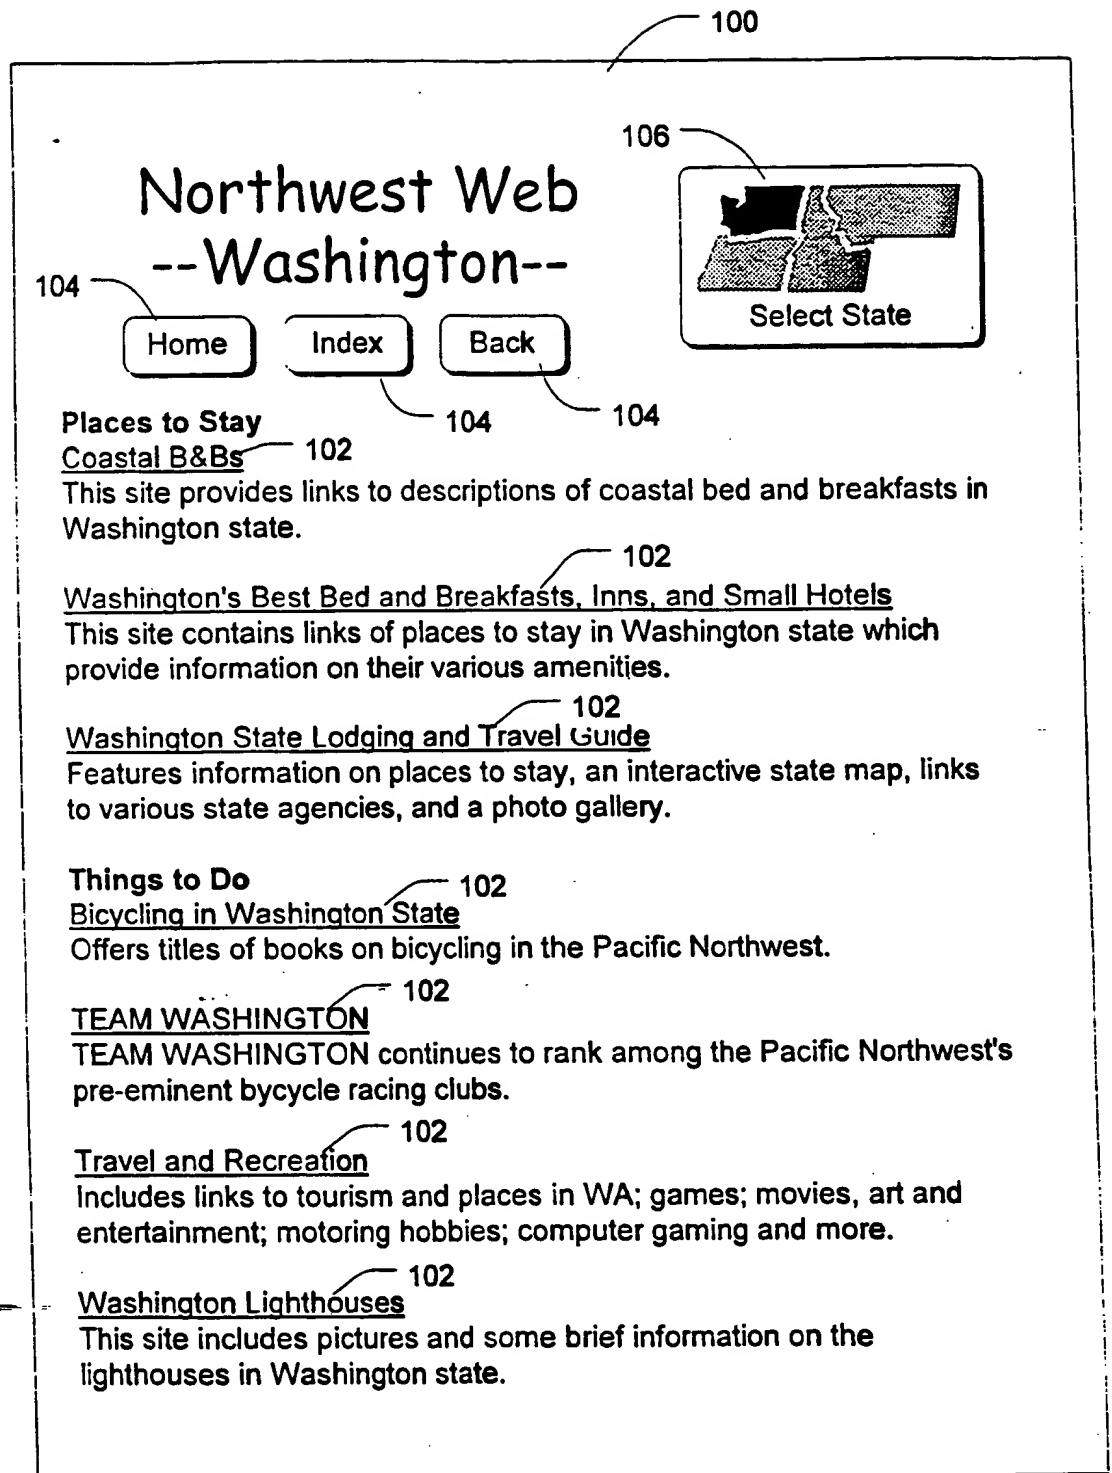 100
106
Northwest Web
--Washington--
104
Select State
Home Index Back
104 104
Places to Stay
Coastal B&Bs 102
This site provides links to descriptions of coastal bed and breakfasts in
Washington state.
102
Washington's Best Bed and Breakfasts, Inns, and Small Hotels
This site contains links of places to stay in Washington state which
provide information on their various amenities.
102
Washington State Lodging and Travel Guide
Features information on places to stay, an interactive state map, links
to various state agencies, and a photo gallery.
Things to Do
102
Bicycling in Washington State
Offers titles of books on bicycling in the Pacific Northwest.
102
TEAM WASHINGTON
TEAM WASHINGTON continues to rank among the Pacific Northwest's
pre-eminent bycycle racing clubs.
102
Travel and Recreation
Includes links to tourism and places in WA; games; movies, art and
entertainment; motoring hobbies; computer gaming and more.
102
Washington Lighthouses
This site includes pictures and some brief information on the
lighthouses in Washington state.